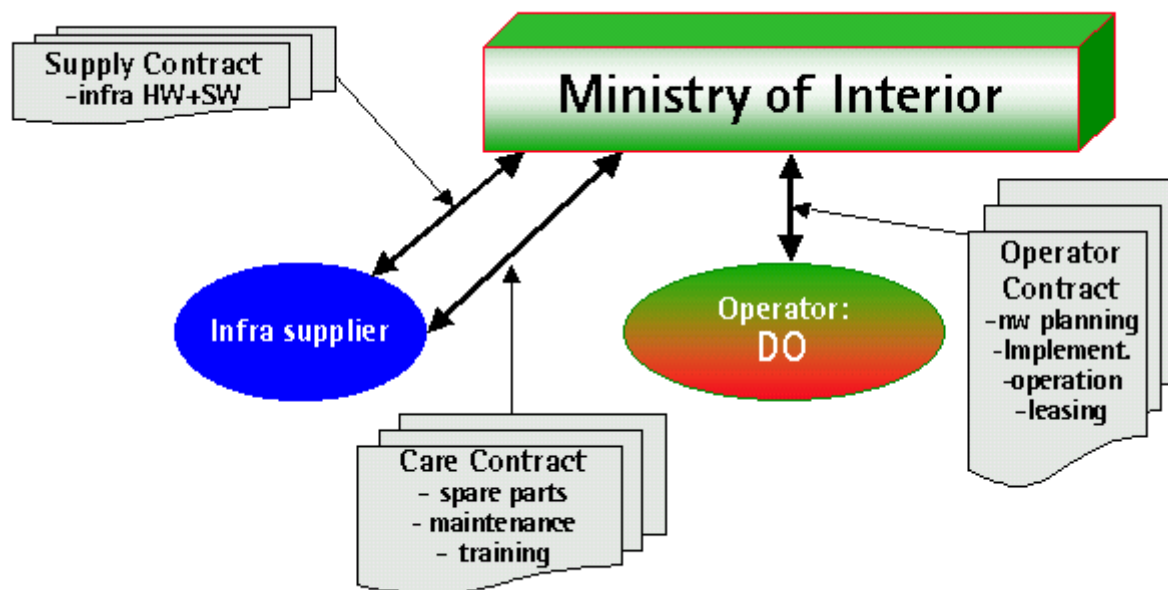 Supply Contract
-infra HW+SW
Ministry of Interior
Infra supplier
Operator:
DO
Operator
Contract
-nw planning
-Implement.
-operation
-leasing
Care Contract
- spare parts
- maintenance
- training